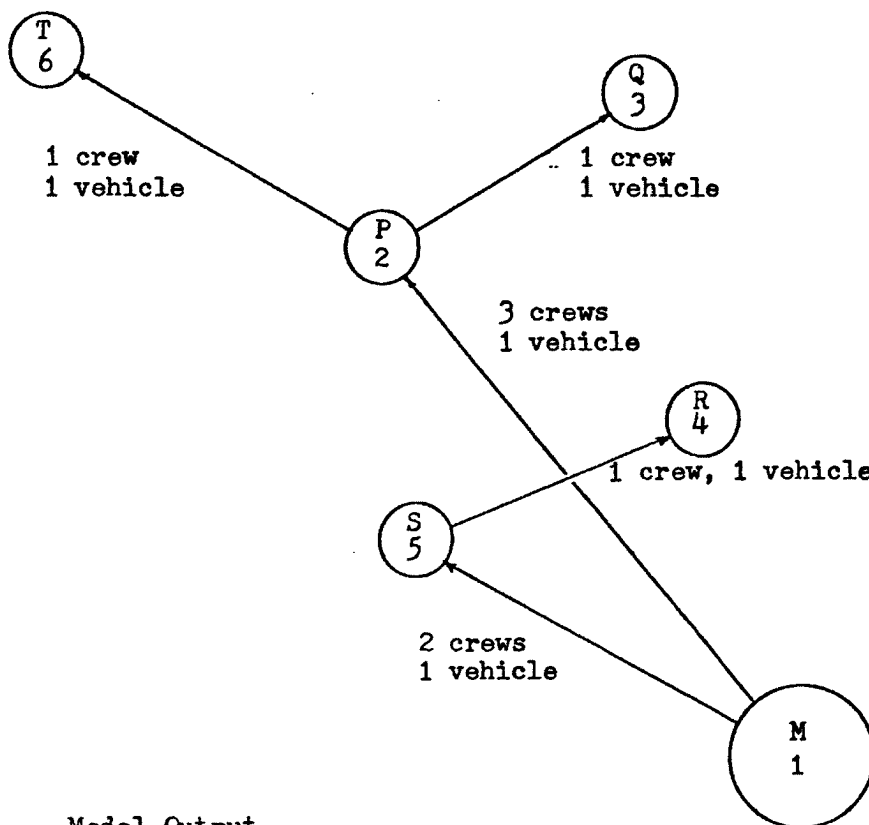 T
6
Q
3
1 crew
1 vehicle
1 crew
1 vehicle
P
2
3 crews
1 vehicle
R
4
1 crew, 1 vehicle
S
5
2 crews
1 vehicle
M
1
Model Output